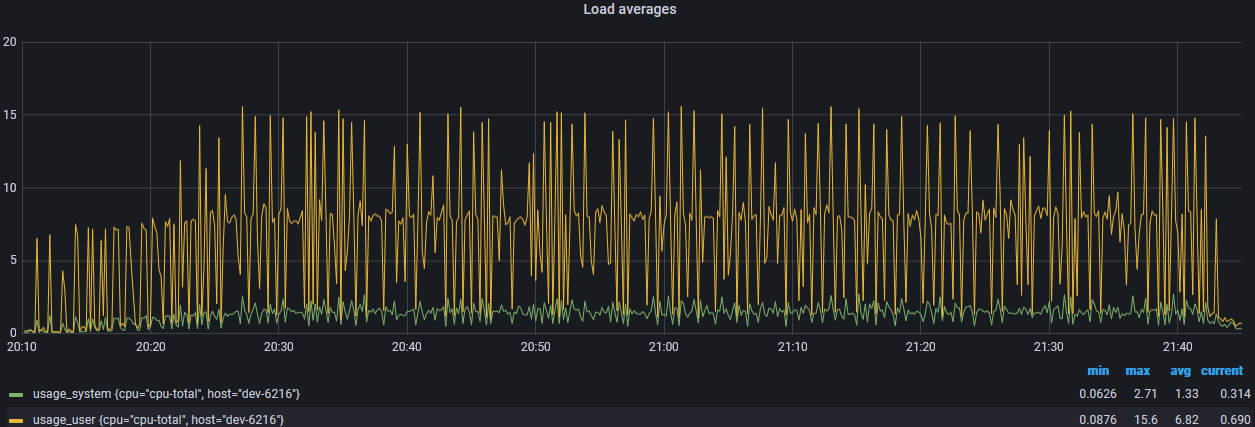 Load averages
20
15
10
5
0
20:10 20:20 20:30 20:40 20:50 21:00 21:10 21:20 21:30 21:40
min max avg current
usage_system {cpu="cpu-total", host="dev-6216"} 0.0626 2.71 1.33 0.314
usage_user {cpu="cpu-total", host="dev-6216"} 0.0876 15.6 6.82 0.690